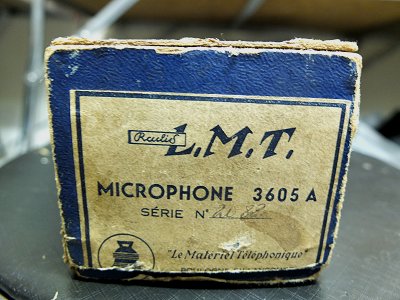 Radio L.M.T.
MICROPHONE 3605 A
SÉRIE N°
"Le Matériel Téléphonique"